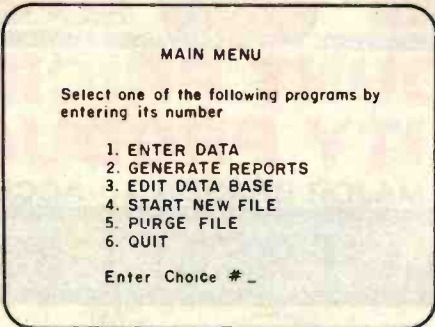 MAIN MENU
Select one of the following programs by
entering its number
1. ENTER DATA
2. GENERATE REPORTS
3. EDIT DATA BASE
4. START NEW FILE
5. PURGE FILE
6. QUIT
Enter Choice #_